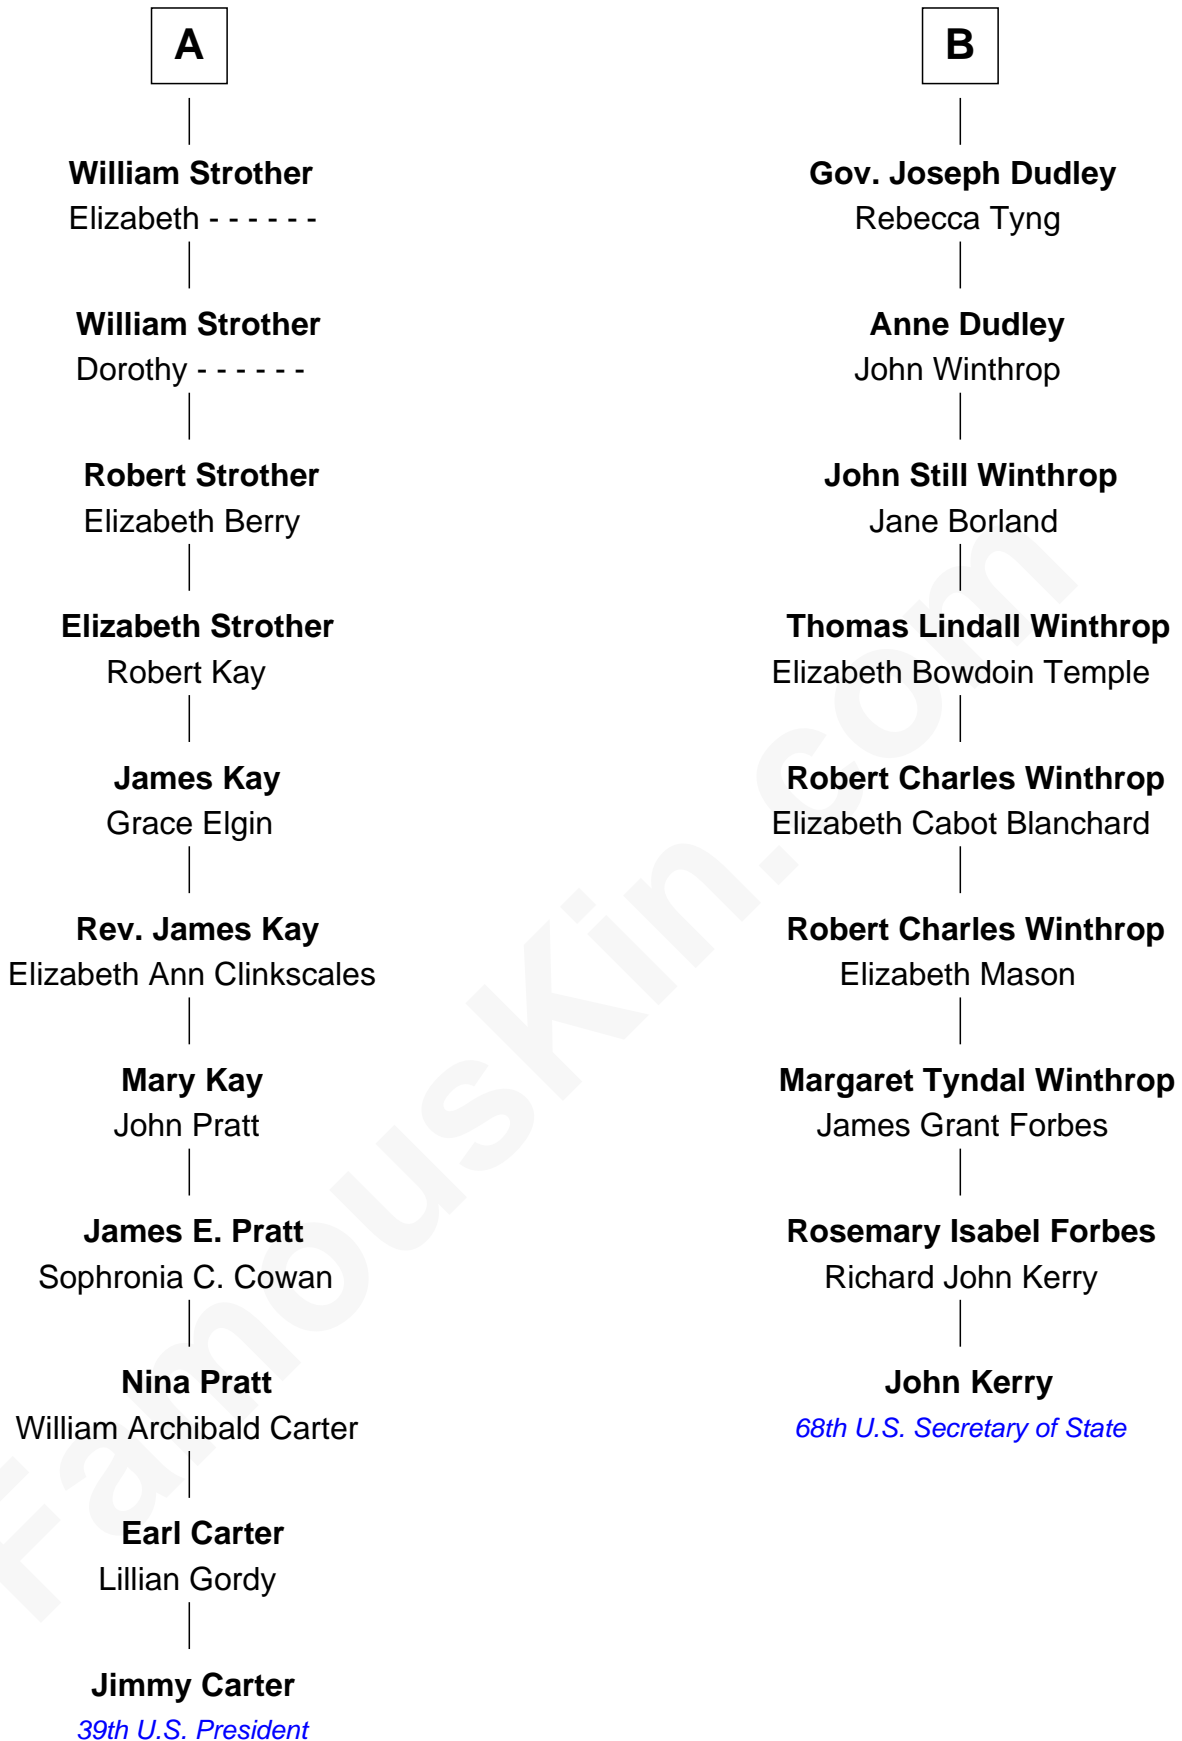 A
William Strother
Elizabeth - - - - - -
William Strother
Dorothy - - - - - -
Robert Strother
Elizabeth Berry
Elizabeth Strother
Robert Kay
James Kay
Grace Elgin
Rev. James Kay
Elizabeth Ann Clinkscales
Mary Kay
John Pratt
James E. Pratt
Sophronia C. Cowan
Nina Pratt
William Archibald Carter
Earl Carter
Lillian Gordy
Jimmy Carter
39th U.S. President
B
Gov. Joseph Dudley
Rebecca Tyng
Anne Dudley
John Winthrop
John Still Winthrop
Jane Borland
Thomas Lindall Winthrop
Elizabeth Bowdoin Temple
Robert Charles Winthrop
Elizabeth Cabot Blanchard
Robert Charles Winthrop
Elizabeth Mason
Margaret Tyndal Winthrop
James Grant Forbes
Rosemary Isabel Forbes
Richard John Kerry
John Kerry
68th U.S. Secretary of State
FamousKin.com